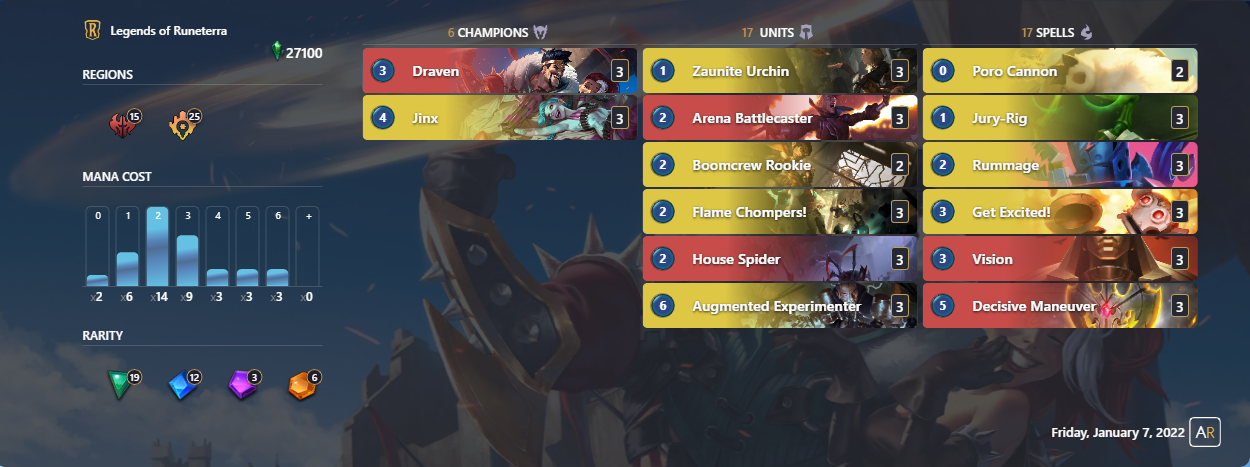 Legends of Runeterra
27100
REGIONS
15
25
MANA COST
0 1 2 3 4 5 6 +
x2 x6 x14 x9 x3 x3 x3 x0
RARITY
19 12 3 6
6 CHAMPIONS
3 Draven 3
4 Jinx 3
17 UNITS
1 Zaunite Urchin 3
2 Arena Battlecaster 3
2 Boomcrew Rookie 2
2 Flame Chompers! 3
2 House Spider 3
6 Augmented Experimenter 3
17 SPELLS
0 Poro Cannon 2
1 Jury-Rig 3
2 Rummage 3
3 Get Excited! 3
3 Vision 3
5 Decisive Maneuver 3
Friday, January 7, 2022 AR